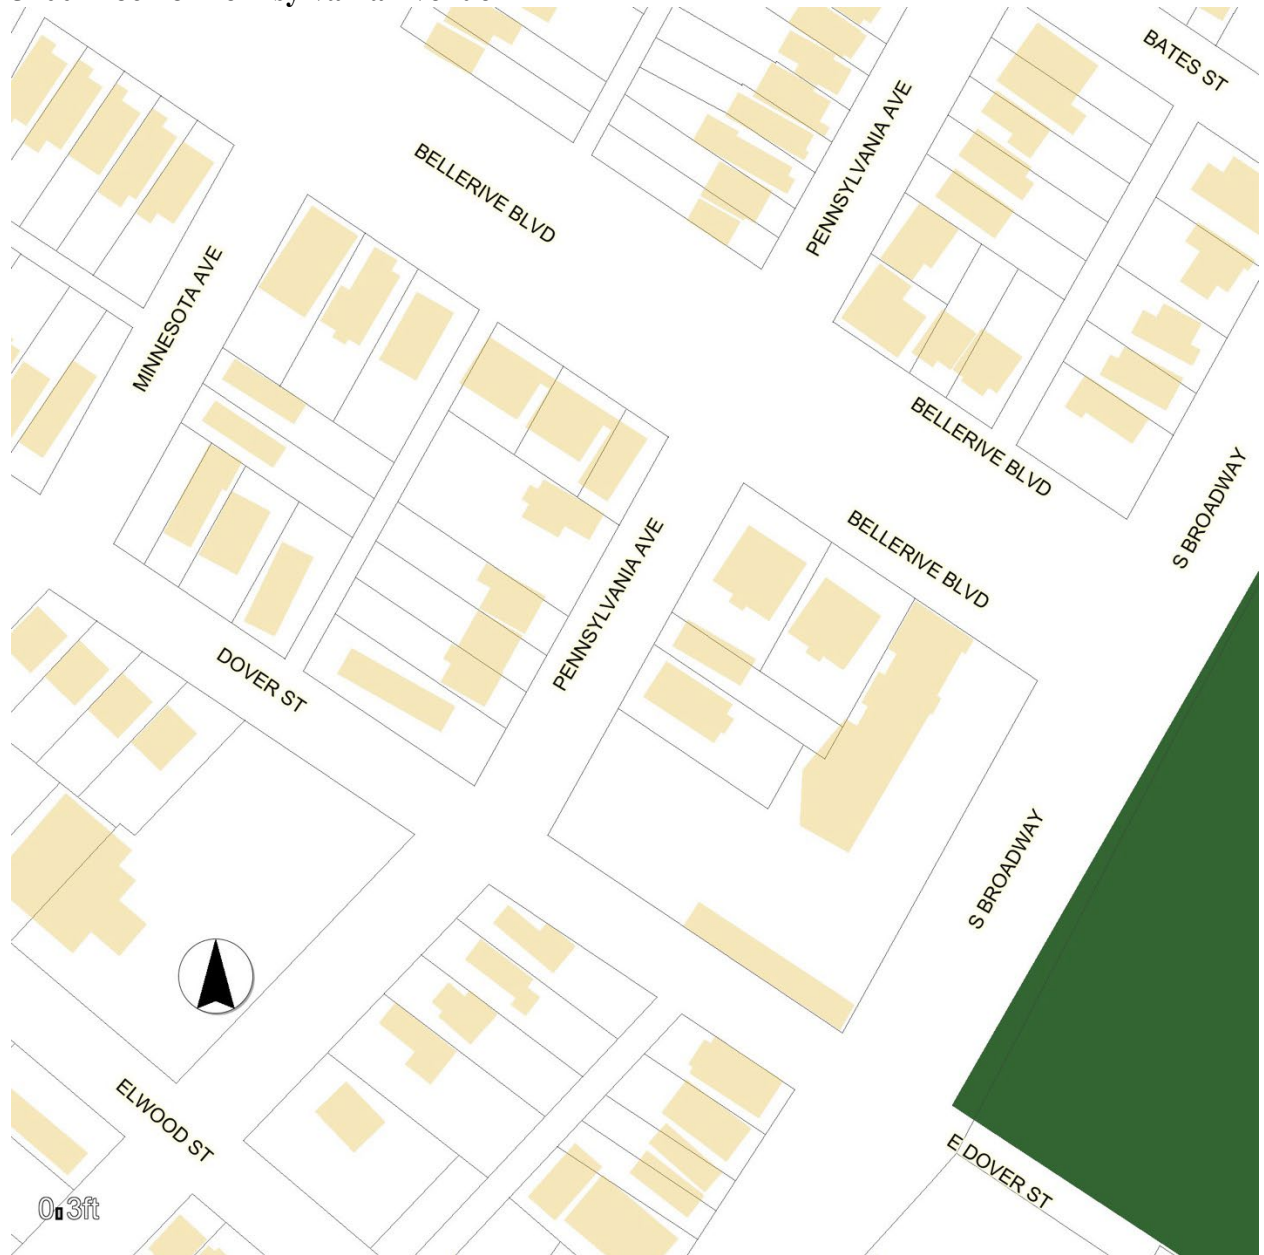 BATES ST
PENNSYLVANIA AVE
BELLERIVE BLVD
MINNESOTA AVE
BELLERIVE BLVD
S BROADWAY
BELLERIVE BLVD
PENNSYLVANIA AVE
DOVER ST
S BROADWAY
ELWOOD ST
E DOVER ST
0.3ft